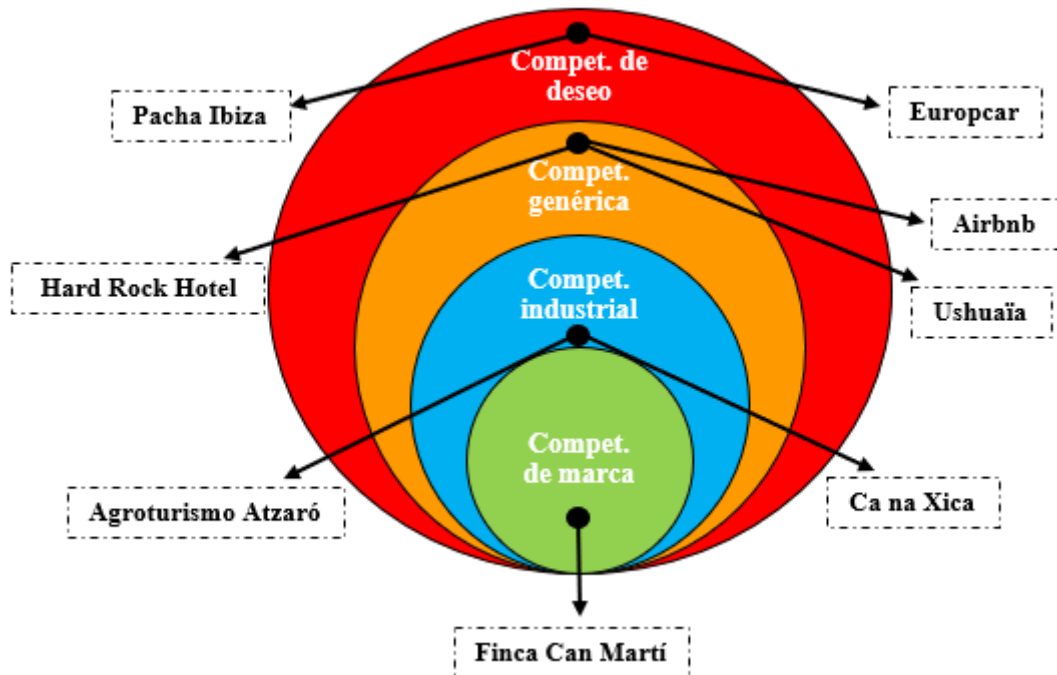 Compet. de
deseo
Pacha Ibiza
Europcar
Compet.
genérica
Airbnb
Hard Rock Hotel
Ushuaïa
Compet.
industrial
Compet.
de marca
Agroturismo Atzaró
Ca na Xica
Finca Can Martí